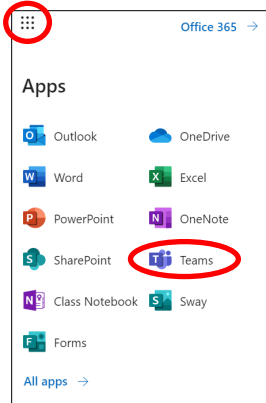 Office 365 →
Apps
Outlook OneDrive
Word Excel
PowerPoint OneNote
SharePoint Teams
Class Notebook Sway
Forms
All apps →